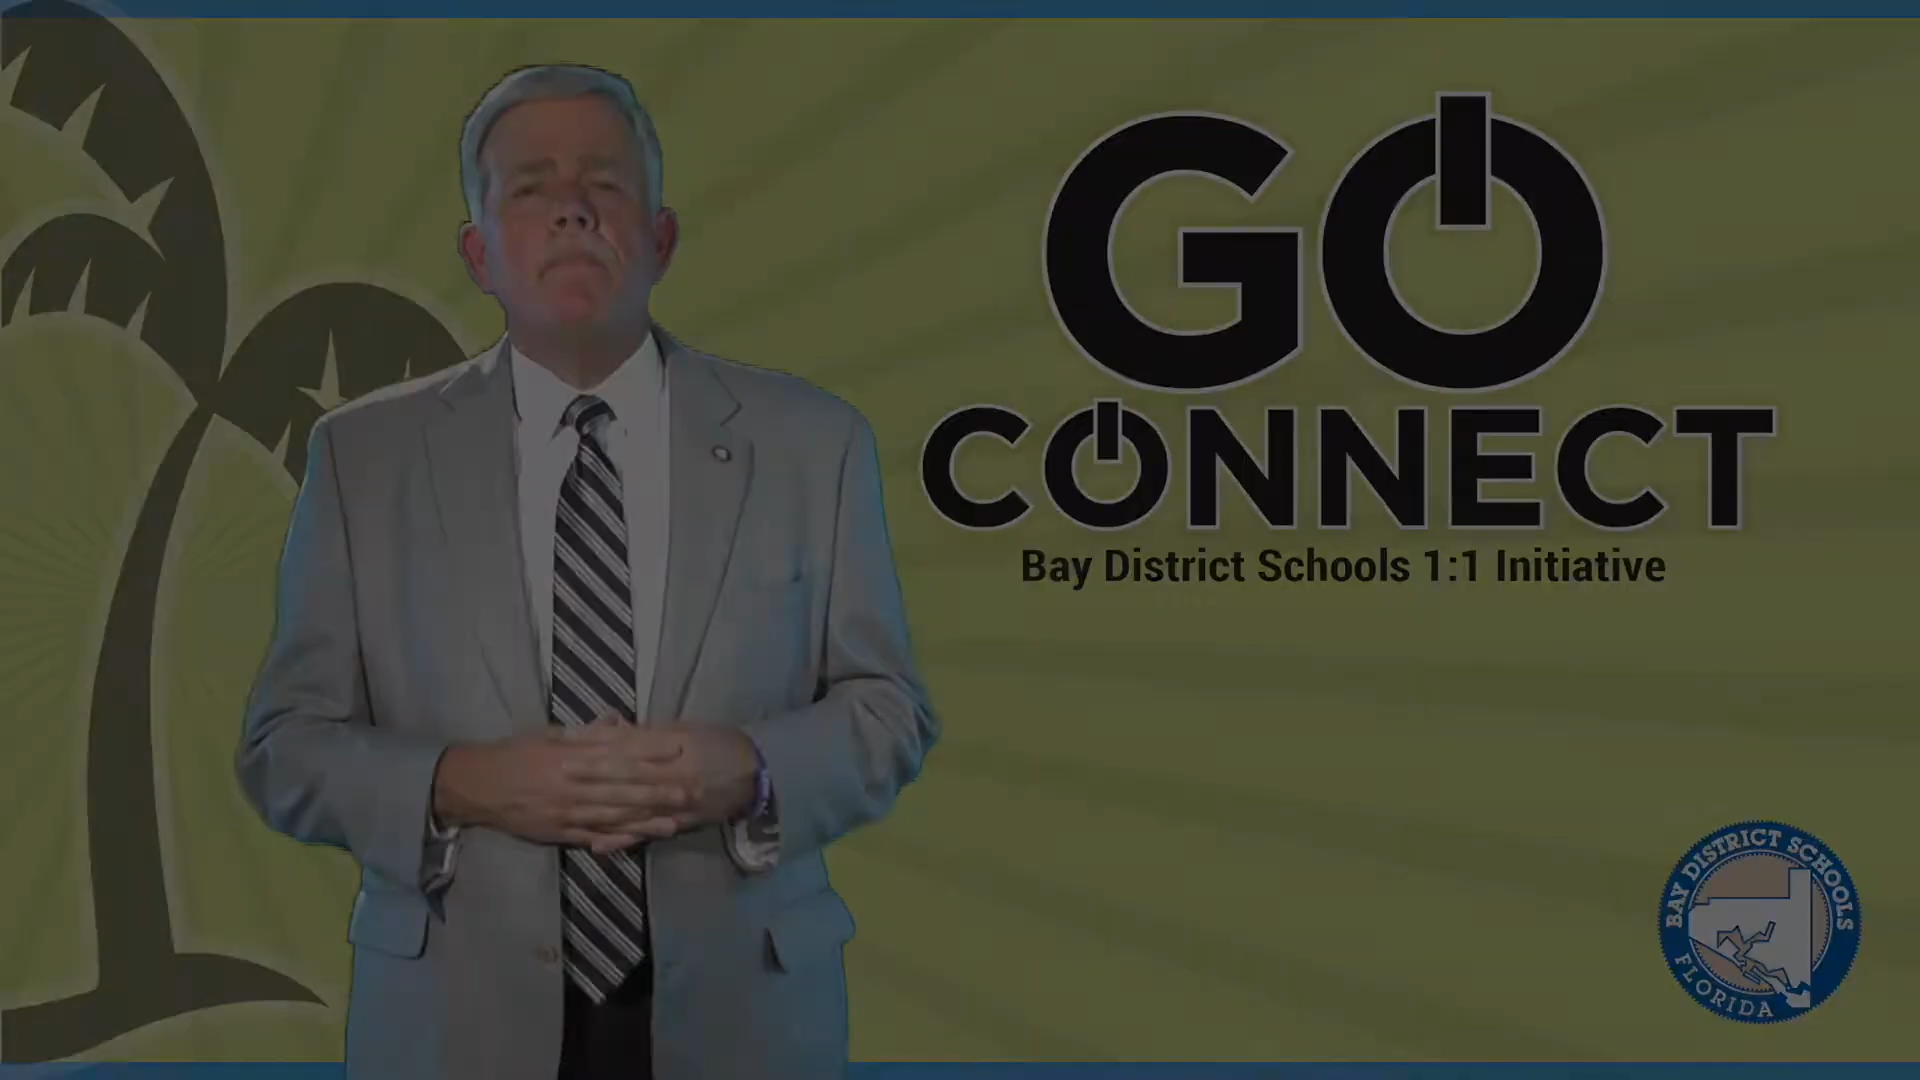 GO
CONNECT
Bay District Schools 1:1 Initiative
BAY DISTRICT SCHOOLS
FLORIDA